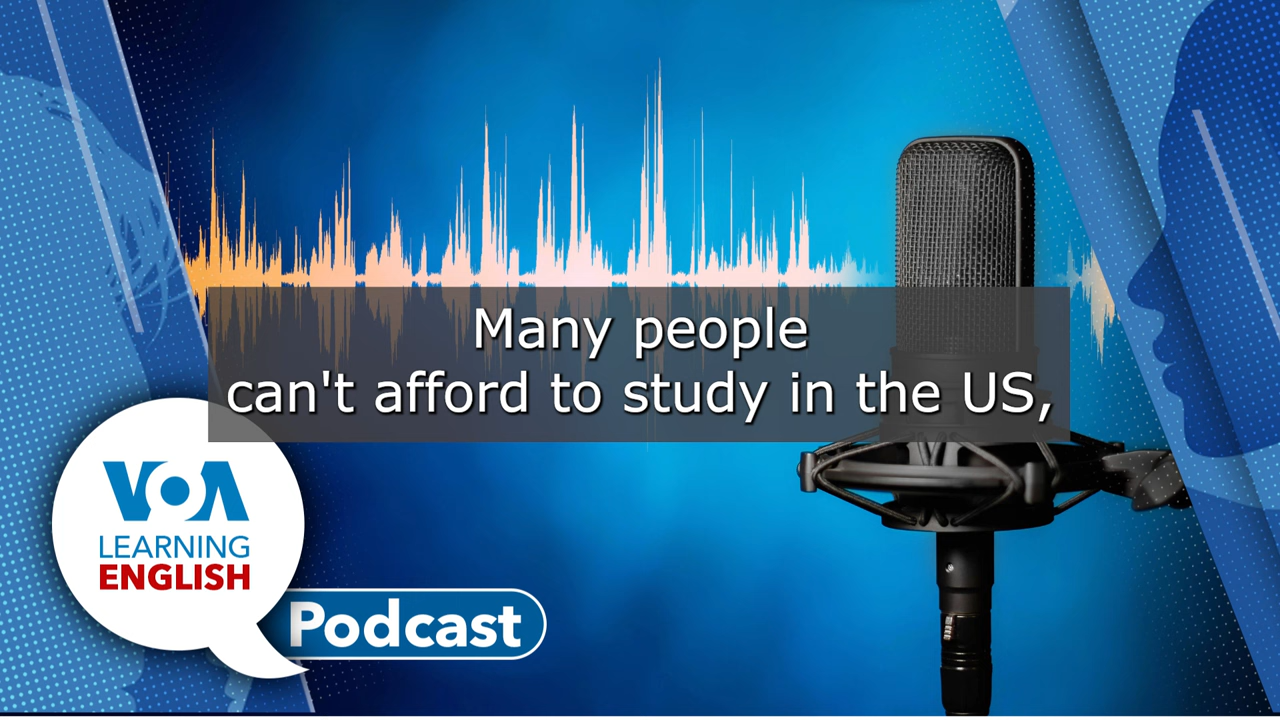 Many people
can't afford to study in the US,
VOA
LEARNING
ENGLISH
Podcast